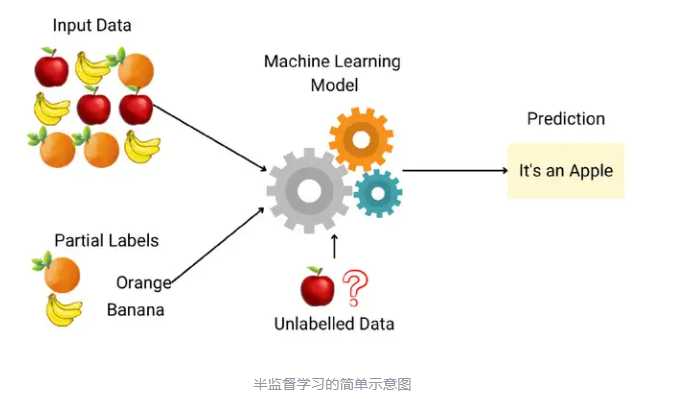 Input Data
Machine Learning
Model
Prediction
It's an Apple
Partial Labels
Orange
Banana
?
Unlabelled Data
半监督学习的简单示意图